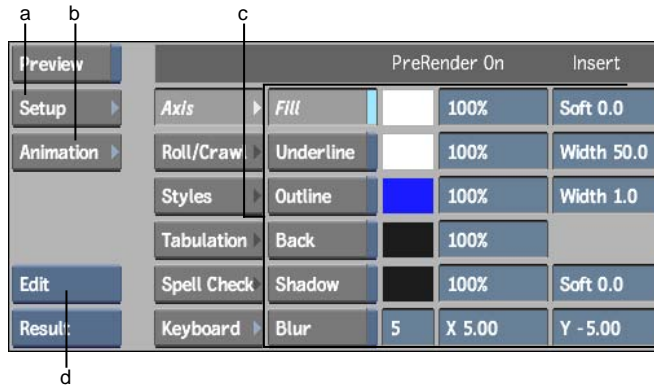 a b c
Preview PreRender On Insert
Setup Axis Fill 100% Soft 0.0
Animation Roll/Crawl Underline 100% Width 50.0
Styles Outline 100% Width 1.0
Tabulation Back 100%
Edit Spell Check Shadow 100% Soft 0.0
Result Keyboard Blur 5 X 5.00 Y -5.00
d